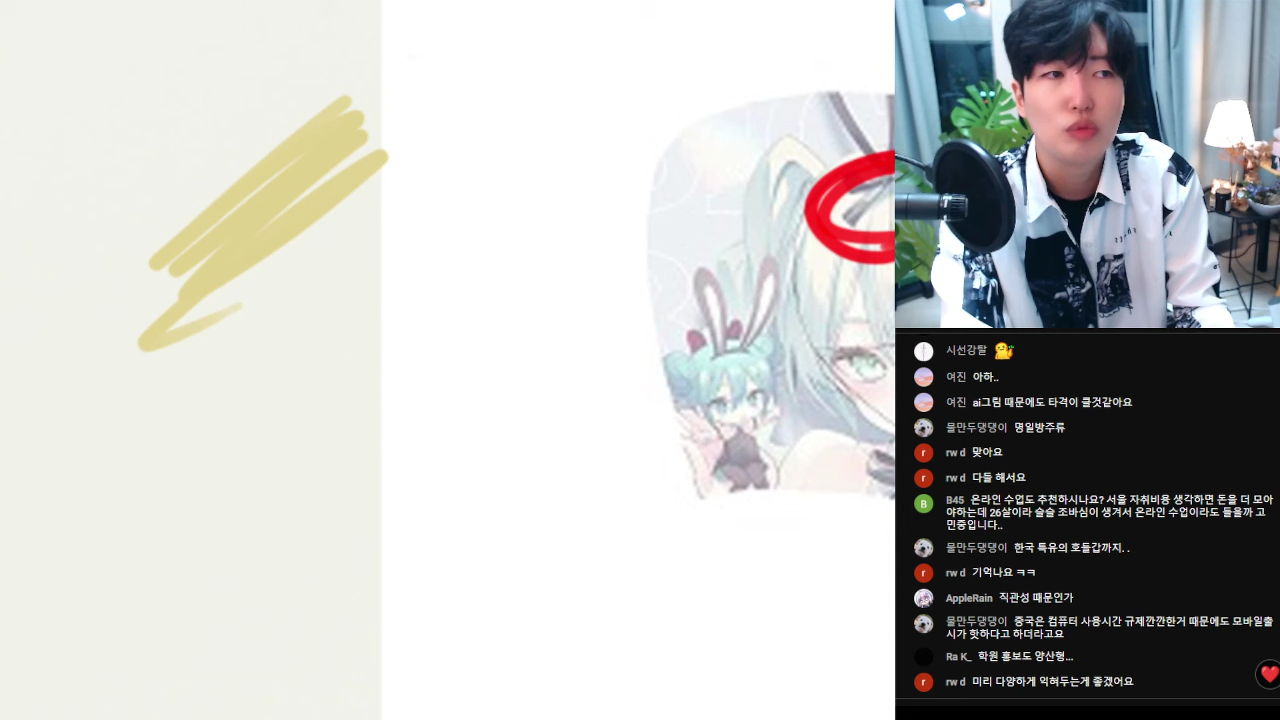 시선강탈
여진 아하..
여진 ai그림 때문에도 타격이 클것같아요
물만두댕댕이 명일방주류
r rw d 맞아요
r rw d 다들 해서요
B B45 온라인 수업도 추천하시나요? 서울 자취비용 생각하면 돈을 더 모아
야하는데 26살이라 슬슬 조바심이 생겨서 온라인 수업이라도 들을까 고
민중입니다..
물만두댕댕이 한국 특유의 호들갑까지. .
r rw d 기억나요 ㅋㅋ
AppleRain 직관성 때문인가
물만두댕댕이 중국은 컴퓨터 사용시간 규제깐깐한거 때문에도 모바일출
시가 핫하다고 하더라고요
Ra K_ 학원 홍보도 양산형...
r rw d 미리 다양하게 익혀두는게 좋겠어요